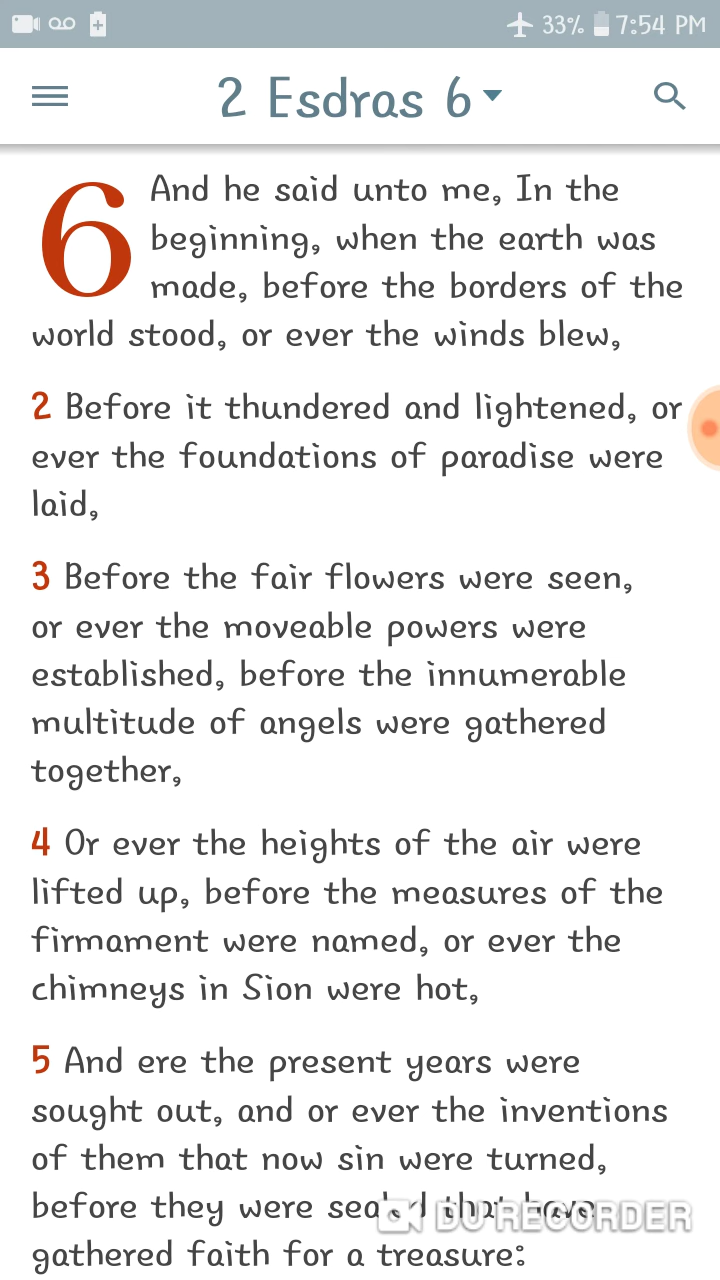 33% 7:54 PM
2 Esdras 6
6 And he said unto me, In the
beginning, when the earth was
made, before the borders of the
world stood, or ever the winds blew,
2 Before it thundered and lightened, or
ever the foundations of paradise were
laid,
3 Before the fair flowers were seen,
or ever the moveable powers were
established, before the innumerable
multitude of angels were gathered
together,
4 Or ever the heights of the air were
lifted up, before the measures of the
firmament were named, or ever the
chimneys in Sion were hot,
5 And ere the present years were
sought out, and or ever the inventions
of them that now sin were turned,
before they were sealed that have
gathered faith for a treasure:
DU RECORDER